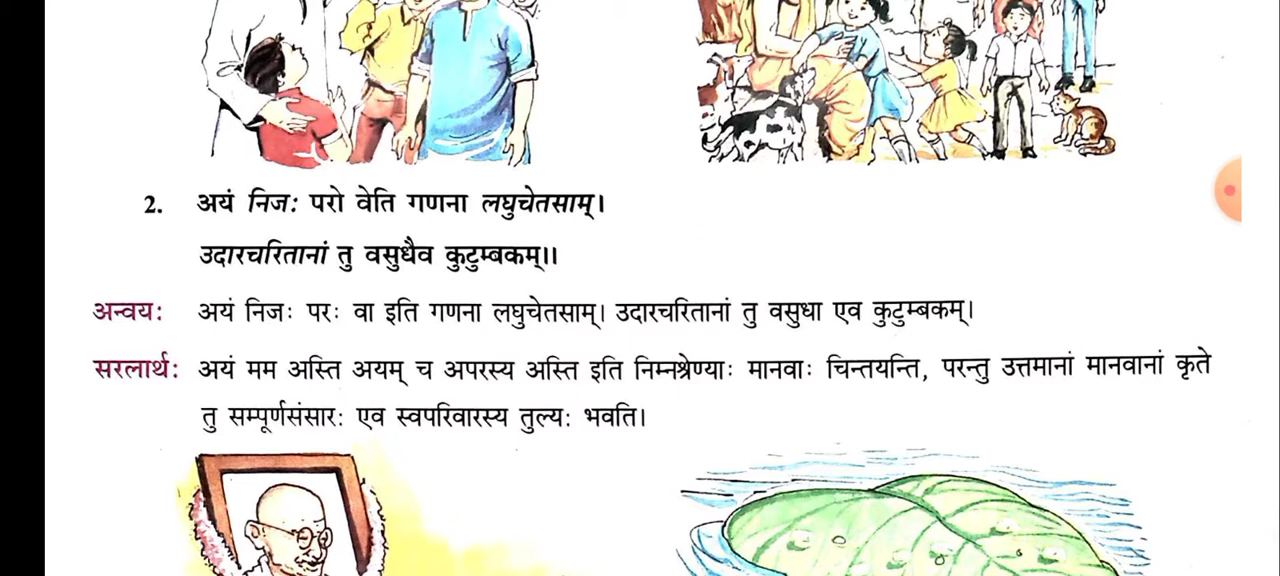 2. अयं निजः परो वेति गणना लघुचेतसाम्।
उदारचरितानां तु वसुधैव कुटुम्बकम्।।
अन्वयः अयं निजः परः वा इति गणना लघुचेतसाम्। उदारचरितानां तु वसुधा एव कुटुम्बकम्।
सरलार्थः अयं मम अस्ति अयम् च अपरस्य अस्ति इति निम्नश्रेण्याः मानवाः चिन्तयन्ति, परन्तु उत्तमानां मानवानां कृते
तु सम्पूर्णसंसारः एव स्वपरिवारस्य तुल्यः भवति।